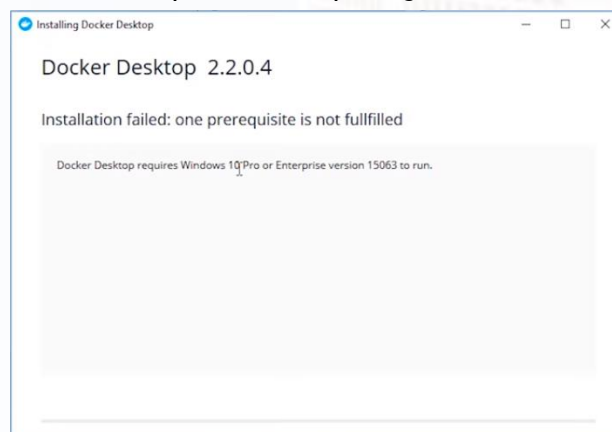 Installing Docker Desktop
Docker Desktop 2.2.0.4
Installation failed: one prerequisite is not fullfilled
Docker Desktop requires Windows 10 Pro or Enterprise version 15063 to run.